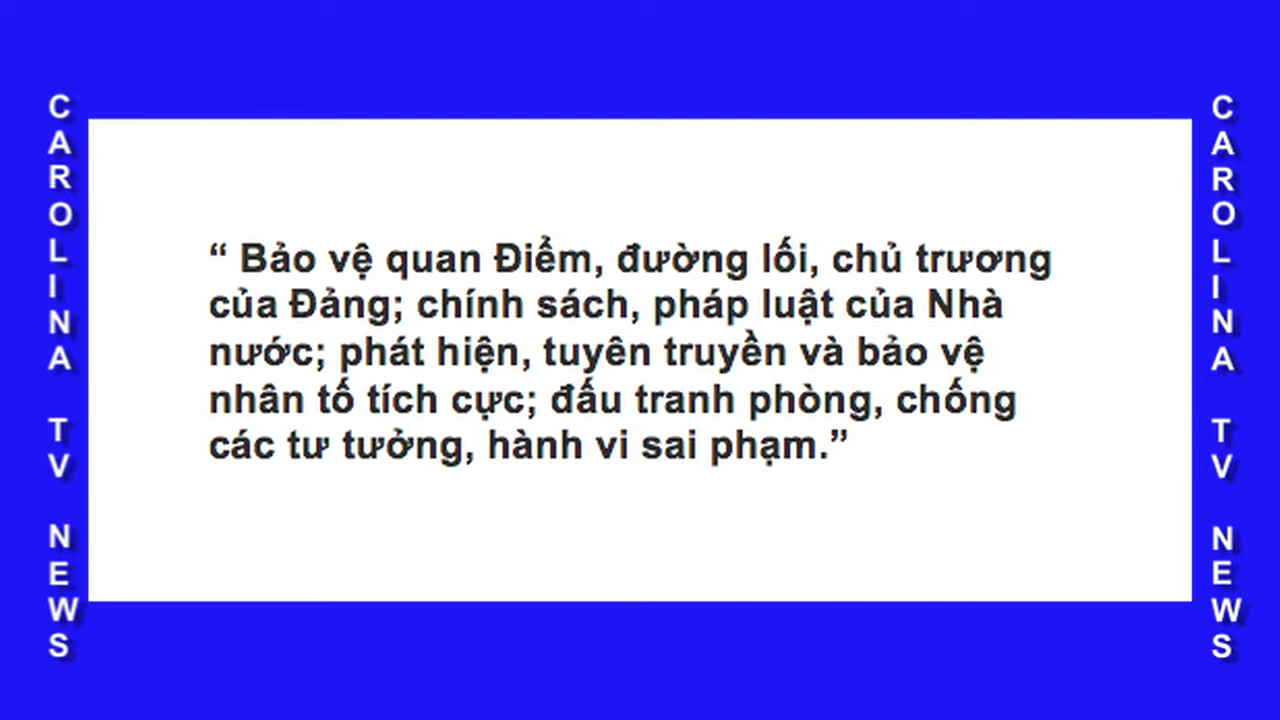 CAROLINA TV NEWS
“ Bảo vệ quan Điểm, đường lối, chủ trương
của Đảng; chính sách, pháp luật của Nhà
nước; phát hiện, tuyên truyền và bảo vệ
nhân tố tích cực; đấu tranh phòng, chống
các tư tưởng, hành vi sai phạm.”
CAROLINA TV NEWS